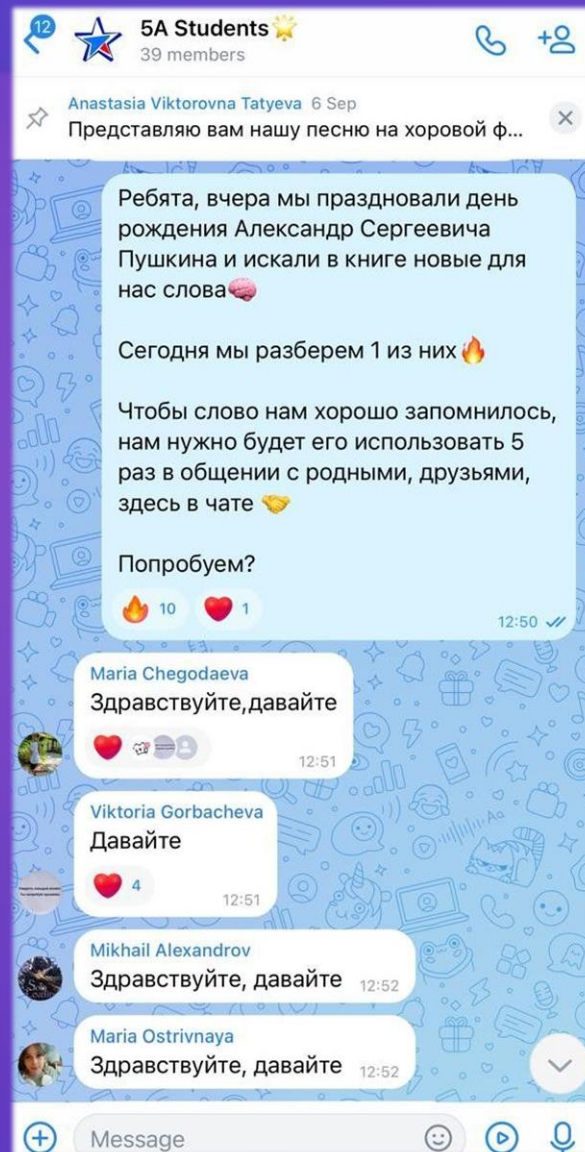 12
5A Students🌟
39 members
Anastasia Viktorovna Tatyeva 6 Sep
Представляю вам нашу песню на хоровой ф...
Ребята, вчера мы праздновали день
рождения Александр Сергеевича
Пушкина и искали в книге новые для
нас слова🧠
Сегодня мы разберем 1 из них🔥
Чтобы слово нам хорошо запомнилось,
нам нужно будет его использовать 5
раз в общении с родными, друзьями,
здесь в чате 🤝
Попробуем?
🔥 10 ❤️ 1
12:50
Maria Chegodaeva
Здравствуйте,давайте
12:51
Viktoria Gorbacheva
Давайте
❤️ 4
12:51
Mikhail Alexandrov
Здравствуйте, давайте 12:52
Maria Ostrivnaya
Здравствуйте, давайте 12:52
Message